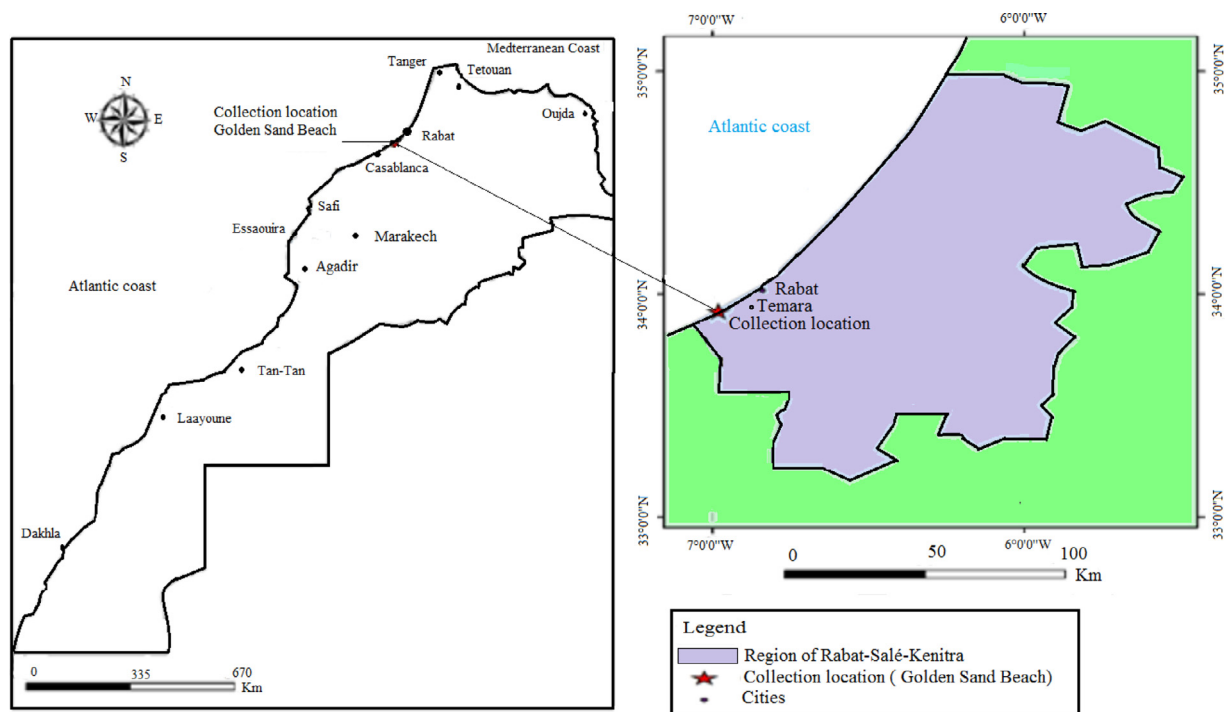 Medterranean Coast
Tanger
Tetouan
N
W
E
S
Collection location
Golden Sand Beach
Oujda
Rabat
Casablanca
Safi
Essaouira
Marakech
Agadir
Atlantic coast
Tan-Tan
Laayoune
Dakhla
0 335 670
Km
7°0'0"W 6°0'0"W
35°0'0"N 35°0'0"N
Atlantic coast
Rabat
Temara
Collection location
34°0'0"N 34°0'0"N
33°0'0"N 33°0'0"N
7°0'0"W 6°0'0"W
0 50 100
Km
Legend
Region of Rabat-Salé-Kenitra
Collection location ( Golden Sand Beach)
Cities